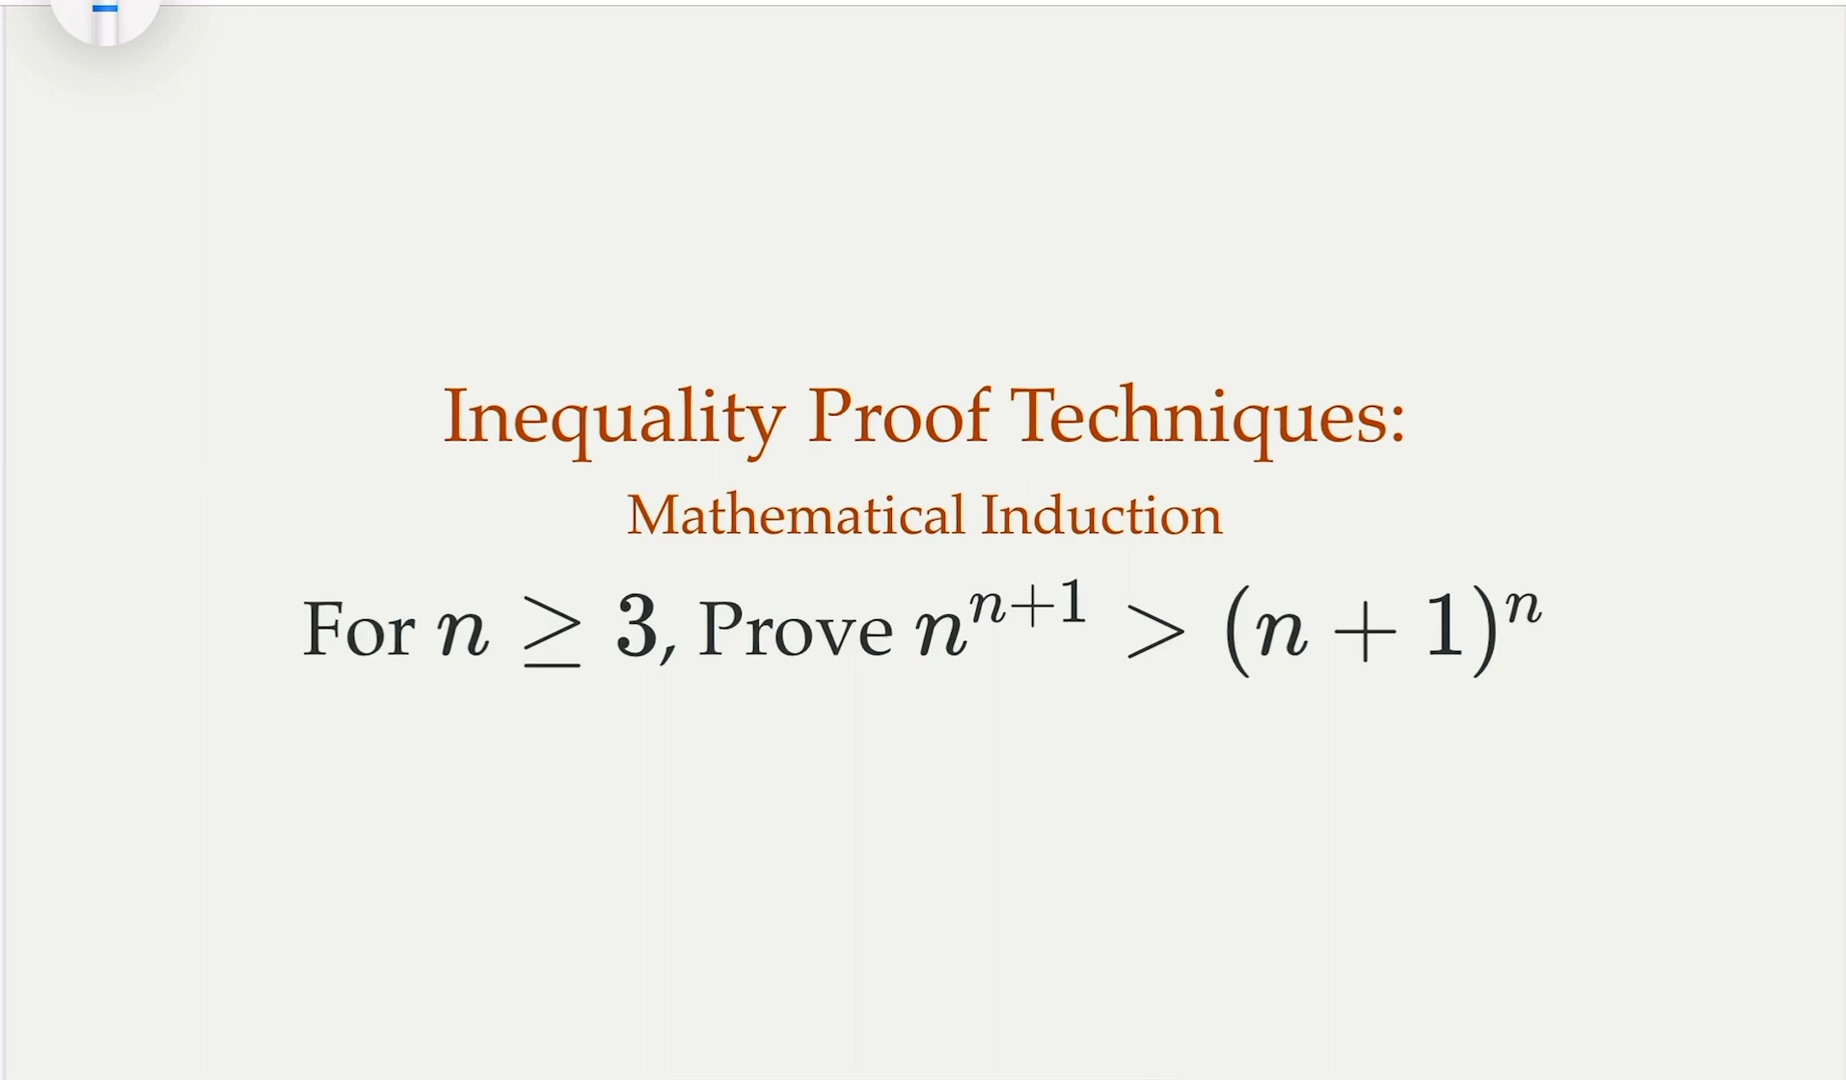 Inequality Proof Techniques:
Mathematical Induction
For n ≥ 3, Prove n^{n+1} > (n + 1)^n